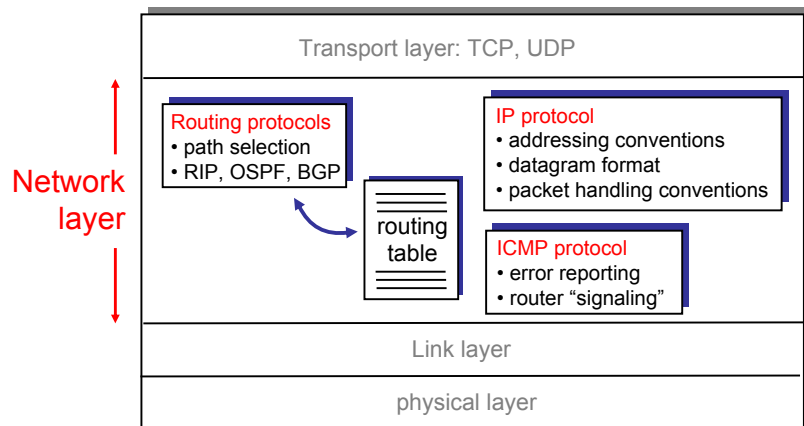 Transport layer: TCP, UDP
Network
layer
Routing protocols
• path selection
• RIP, OSPF, BGP
routing
table
IP protocol
• addressing conventions
• datagram format
• packet handling conventions
ICMP protocol
• error reporting
• router “signaling”
Link layer
physical layer